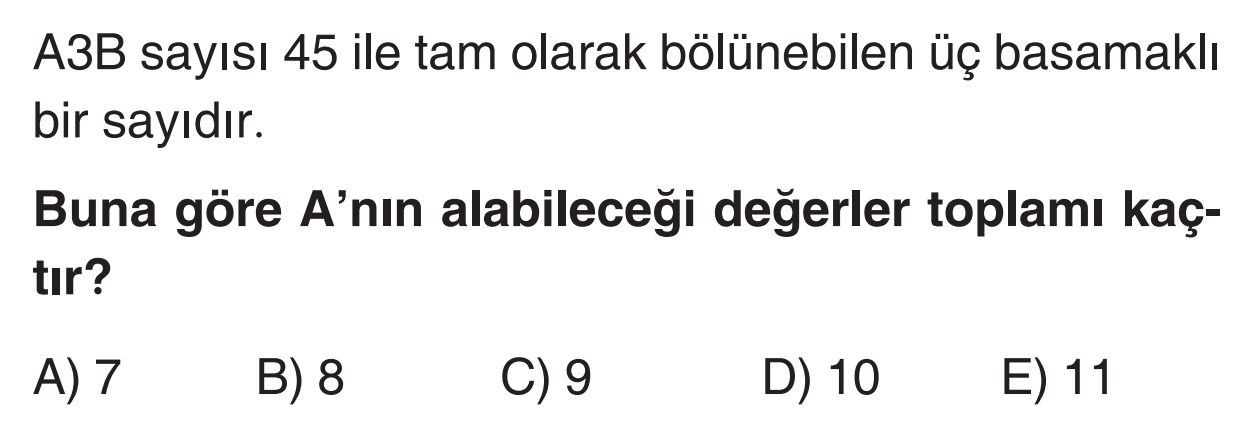 A3B sayısı 45 ile tam olarak bölünebilen üç basamaklı
bir sayıdır.
Buna göre A’nın alabileceği değerler toplamı kaç-
tır?
A) 7 B) 8 C) 9 D) 10 E) 11